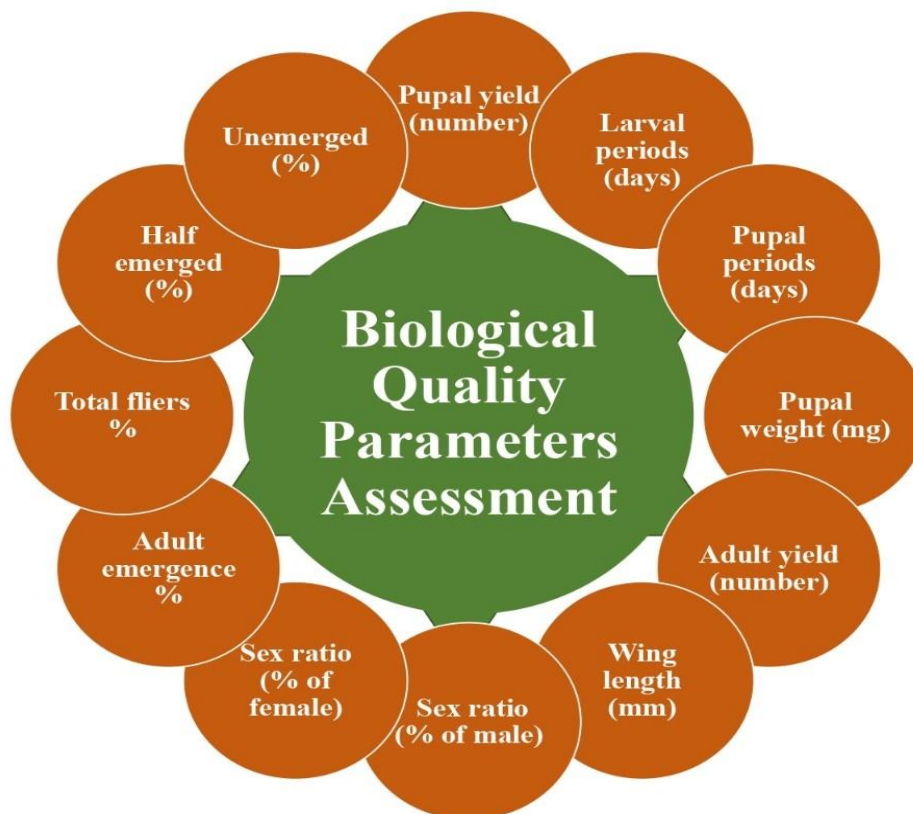 Pupal yield
(number)
Larval
periods
(days)
Pupal
periods
(days)
Pupal
weight (mg)
Adult yield
(number)
Wing
length
(mm)
Sex ratio
(% of male)
Sex ratio
(% of
female)
Adult
emergence
%
Total fliers
%
Half
emerged
(%)
Unemerged
(%)
Biological
Quality
Parameters
Assessment